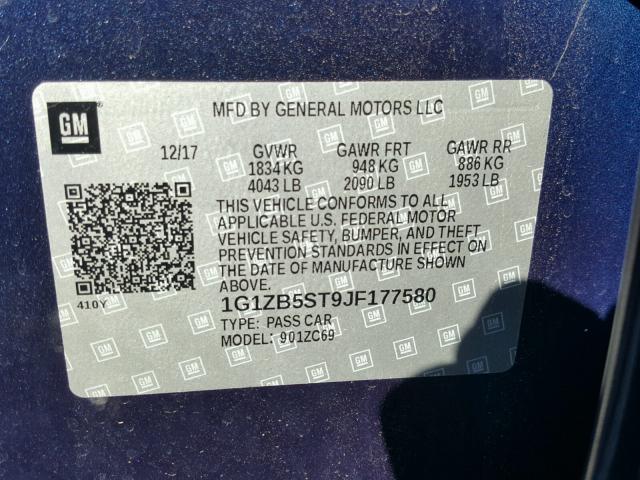 GM
MFD BY GENERAL MOTORS LLC
12/17 GVWR GAWR FRT GAWR RR
1834 KG 948 KG 886 KG
4043 LB 2090 LB 1953 LB
THIS VEHICLE CONFORMS TO ALL
APPLICABLE U.S. FEDERAL MOTOR
VEHICLE SAFETY, BUMPER, AND THEFT
PREVENTION STANDARDS IN EFFECT ON
THE DATE OF MANUFACTURE SHOWN
ABOVE.
410Y
1G1ZB5ST9JF177580
TYPE: PASS CAR
MODEL: 901ZC69